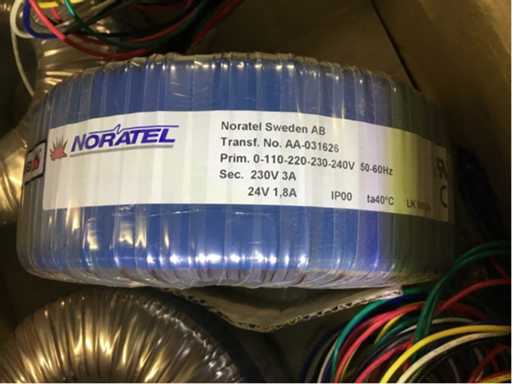 NORATEL
Noratel Sweden AB
Transf. No. AA-031626
Prim. 0-110-220-230-240V 50-60Hz
Sec. 230V 3A
24V 1,8A IP00 ta40°C